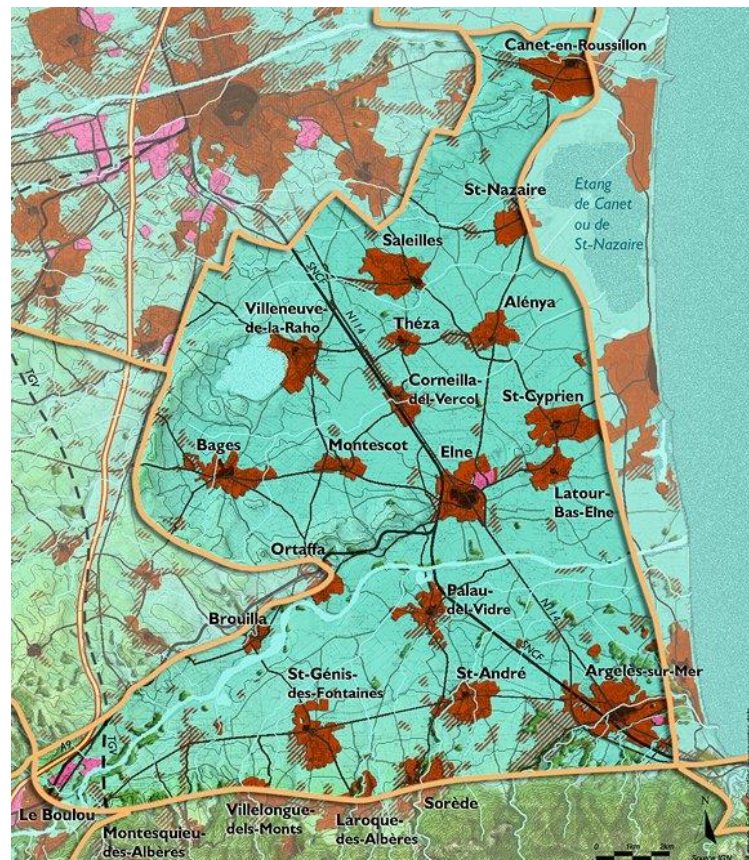 Canet-en-Roussillon
St-Nazaire
Etang
de Canet
ou de
St-Nazaire
Saleilles
SNCF
N114
Villeneuve-
de-la-Raho
Théza
Alénya
TGV
Corneilla-
del-Vercol
St-Cyprien
Bages
Montescot
Elne
Latour-
Bas-Elne
Ortaffa
Brouilla
Palau-
del-Vidre
N114
SNCF
St-Génis-
des-Fontaines
St-André
Argelès-sur-Mer
A9
TGV
Le Boulou
Montesquieu-
des-Albères
Villelongue-
dels-Monts
Laroque-
des-Albères
Sorède
N
0 1km 2km